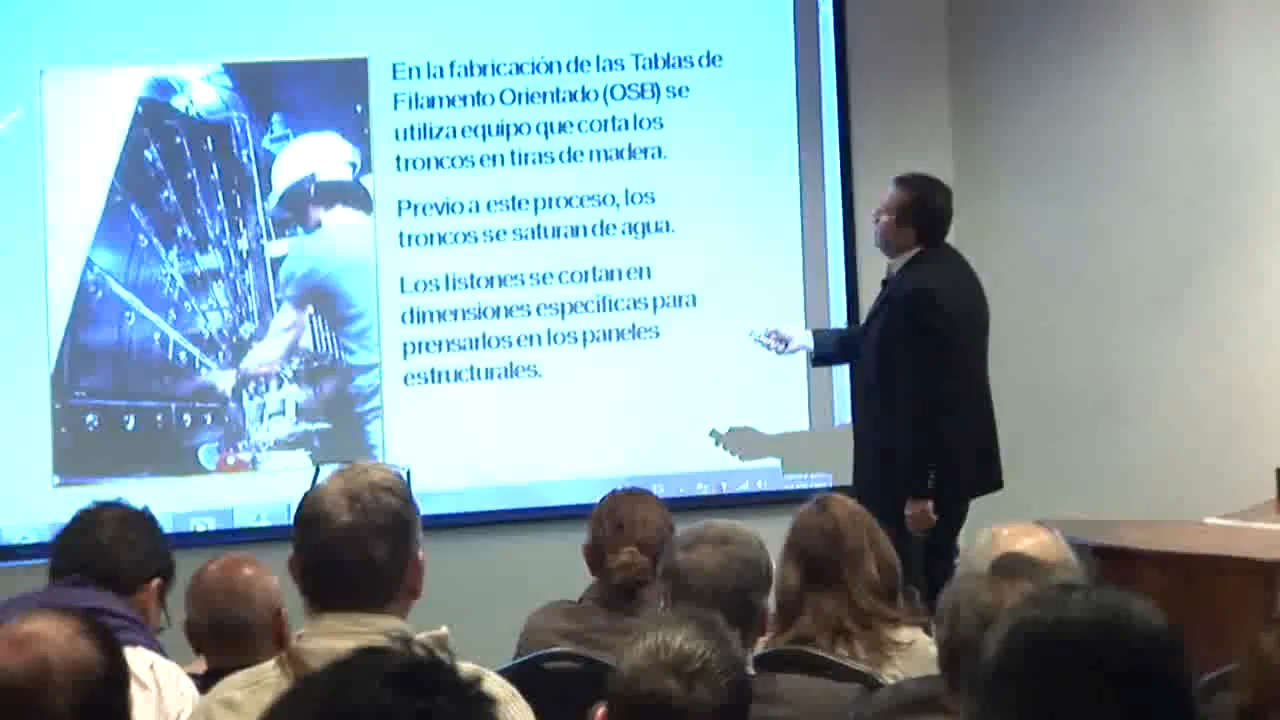 En la fabricación de las Tablas de
Filamento Orientado (OSB) se
utiliza equipo que corta los
troncos en tiras de madera.
Previo a este proceso, los
troncos se saturan de agua.
Los listones se cortan en
dimensiones específicas para
prensarlos en los paneles
estructurales.